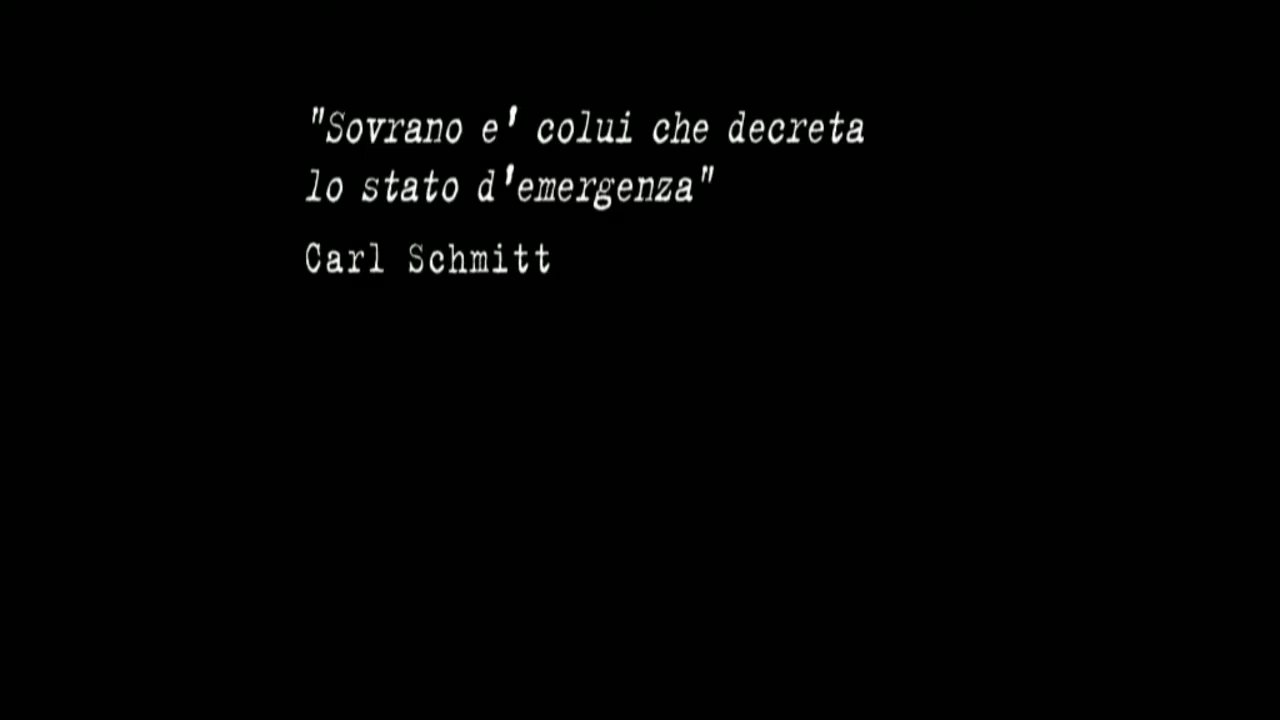 "Sovrano e' colui che decreta
lo stato d'emergenza"
Carl Schmitt